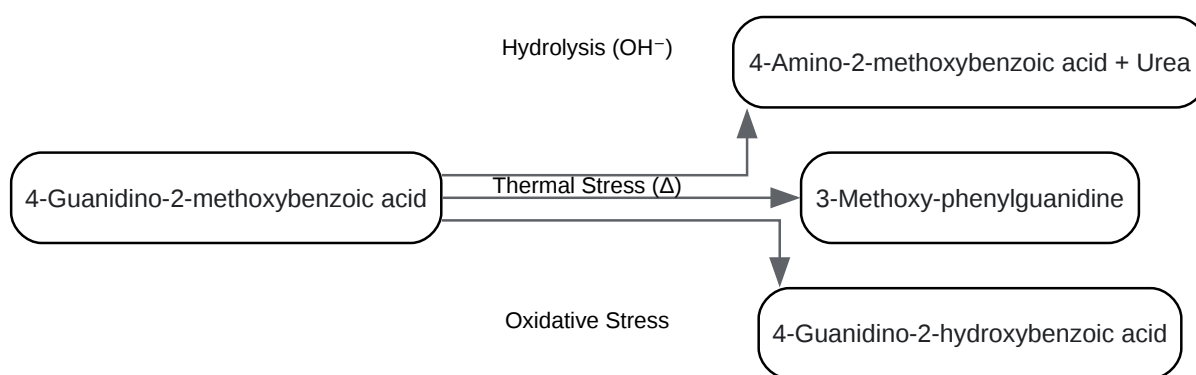 Hydrolysis (OH⁻)
4-Amino-2-methoxybenzoic acid + Urea
4-Guanidino-2-methoxybenzoic acid
Thermal Stress (Δ)
3-Methoxy-phenylguanidine
Oxidative Stress
4-Guanidino-2-hydroxybenzoic acid